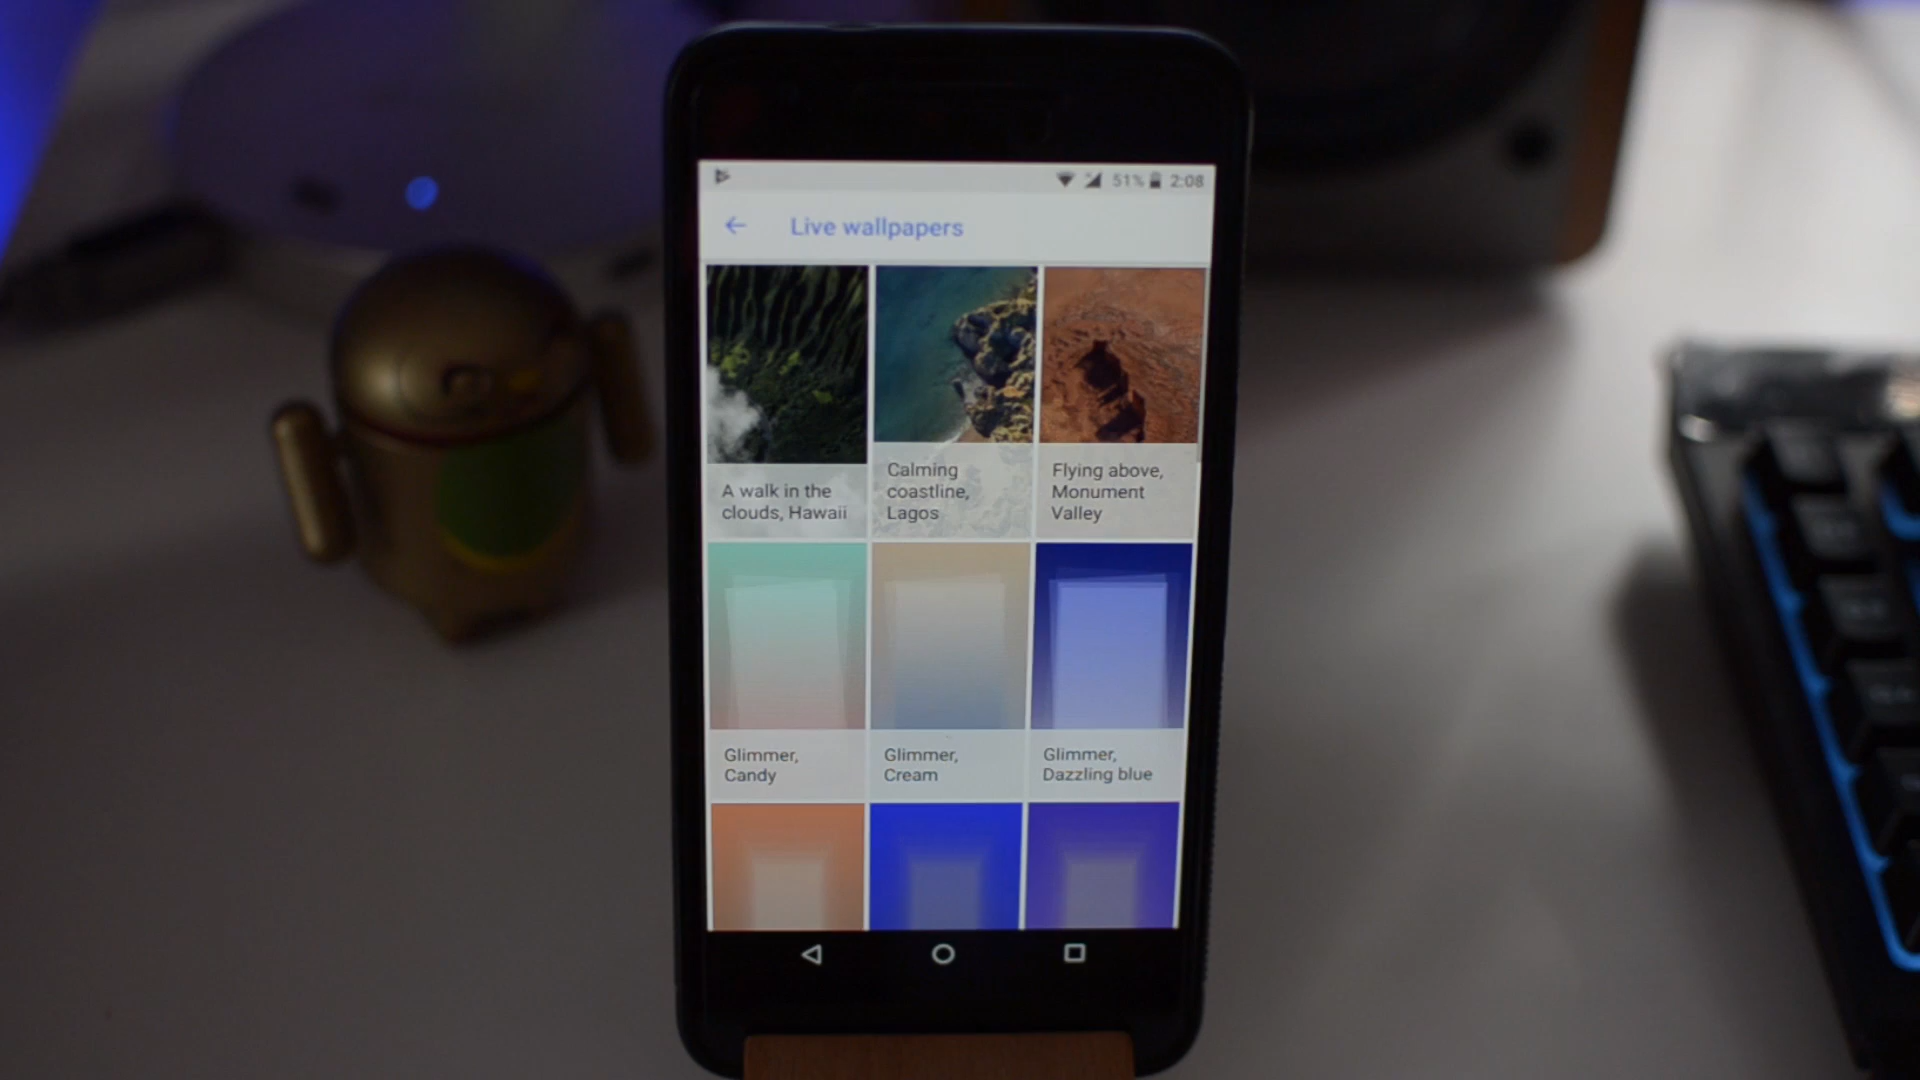 51% 2:08
Live wallpapers
A walk in the
clouds, Hawaii
Calming
coastline,
Lagos
Flying above,
Monument
Valley
Glimmer,
Candy
Glimmer,
Cream
Glimmer,
Dazzling blue